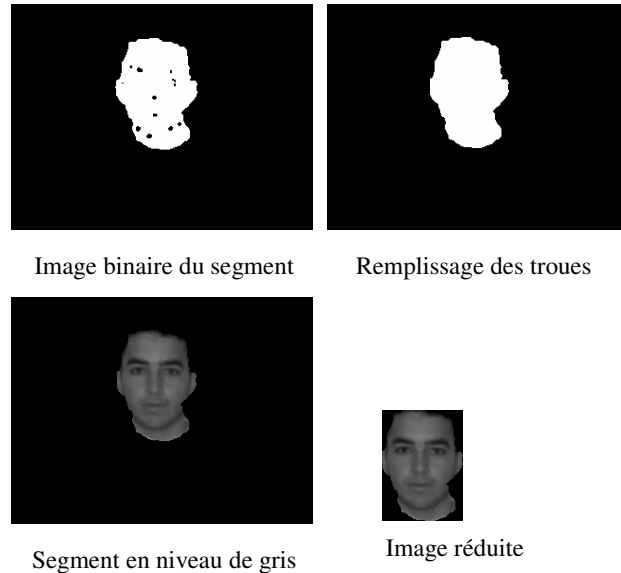 Image binaire du segment
Remplissage des troues
Segment en niveau de gris
Image réduite